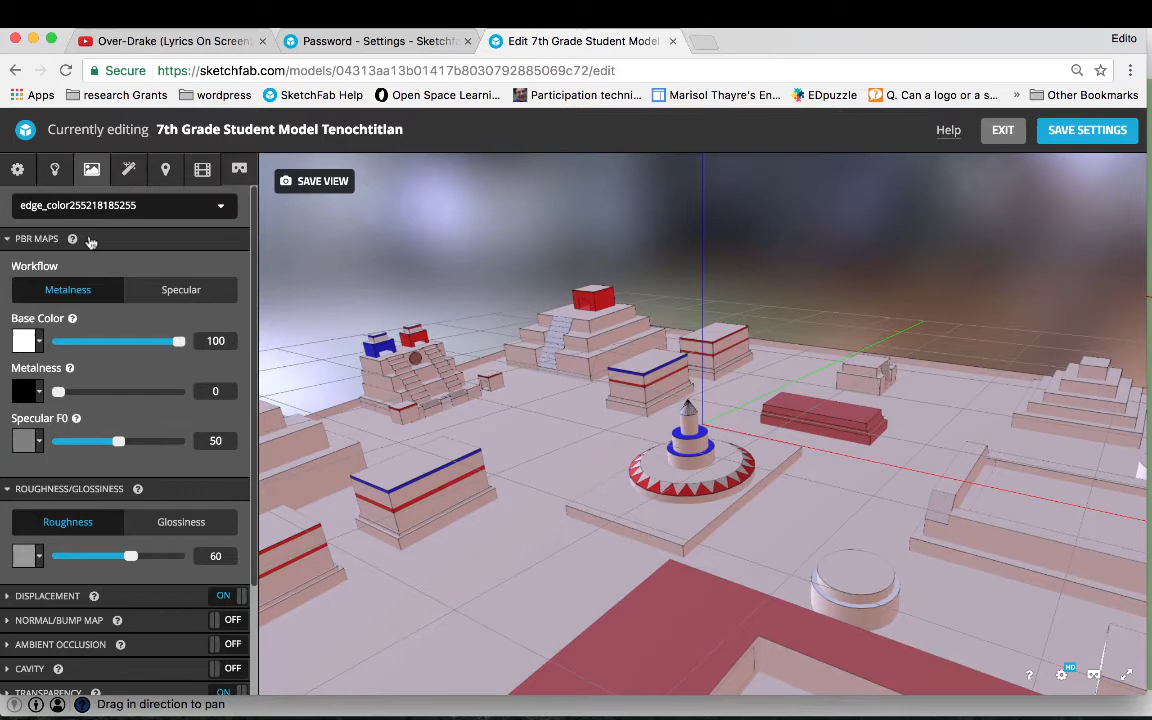 Over-Drake (Lyrics On Screen)
Password - Settings - Sketchf
Edit 7th Grade Student Model
Edito
Secure
https://sketchfab.com/models/04313aa13b01417b8030792885069c72/edit
Apps
research Grants
wordpress
SketchFab Help
Open Space Learni...
Participation techni...
Marisol Thayre's En...
EDpuzzle
Q. Can a logo or a s...
»
Other Bookmarks
Currently editing 7th Grade Student Model Tenochtitlan
Help
EXIT
SAVE SETTINGS
SAVE VIEW
edge_color255218185255
PBR MAPS ?
Workflow
Metalness
Specular
Base Color ?
100
Metalness ?
0
Specular F0 ?
50
ROUGHNESS/GLOSSINESS ?
Roughness
Glossiness
60
DISPLACEMENT ? ON
NORMAL/BUMP MAP ? OFF
AMBIENT OCCLUSION ? OFF
CAVITY ? OFF
TRANSPARENCY ? ON
? HD
Drag in direction to pan